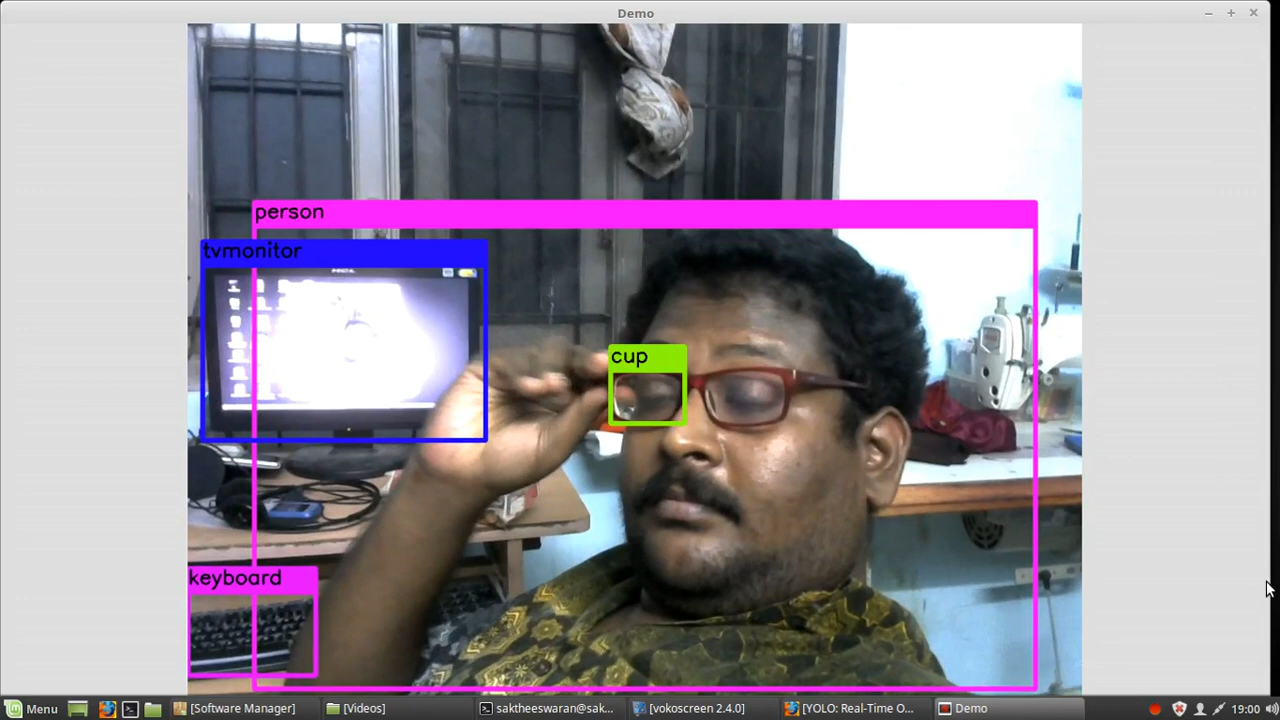 Demo
person
tvmonitor
cup
keyboard
Menu
[Software Manager]
[Videos]
saktheeswaran@sak...
[vokoscreen 2.4.0]
[YOLO: Real-Time O...
Demo
19:00